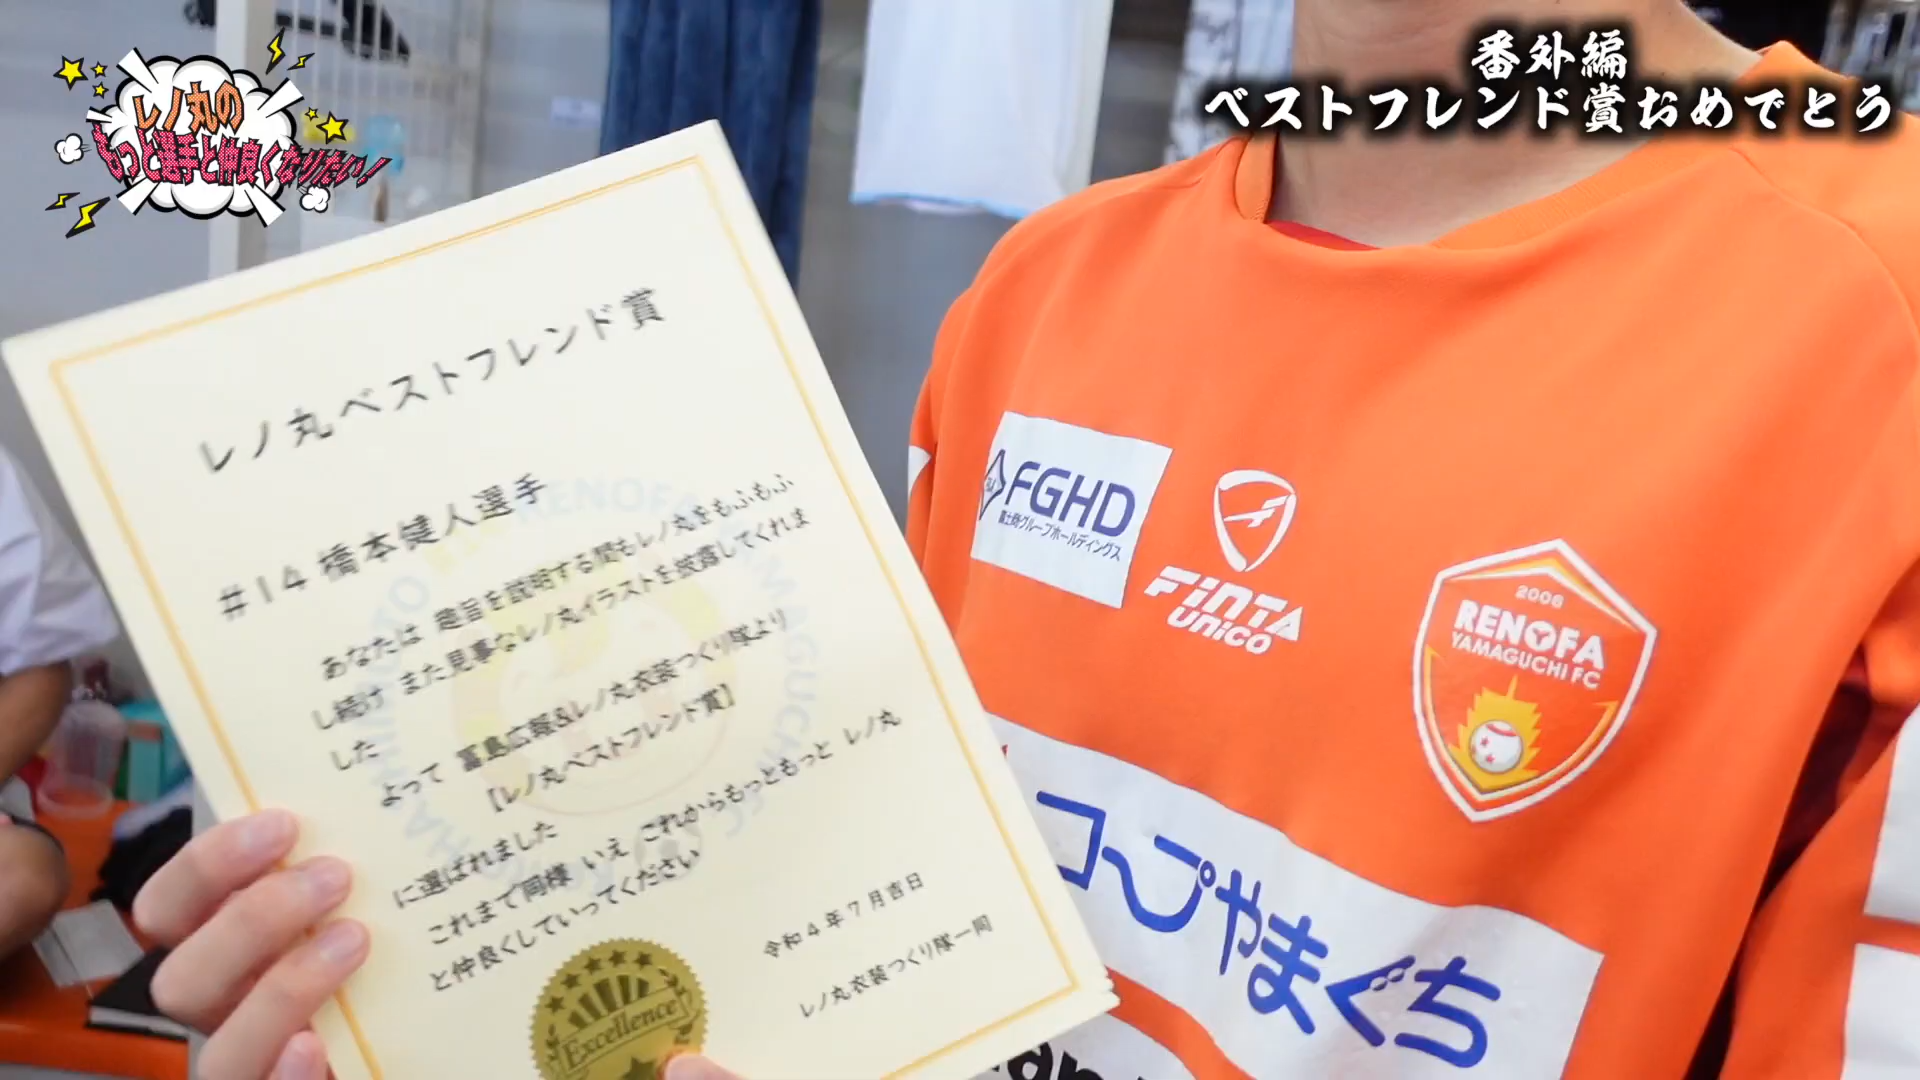 レノ丸の
もっと選手と仲良くなりたい!
番外編
ベストフレンド賞おめでとう
レノ丸ベストフレンド賞
#14 橋本健人選手
あなたは 趣旨を説明する間もレノ丸をもふもふ
し続け また見事なレノ丸イラストを披露してくれま
した
よって 冨島広報&レノ丸衣装つくり隊より
【レノ丸ベストフレンド賞】
に選ばれました
これまで同様 いえ これからもっともっと レノ丸
と仲良くしていってください
令和4年7月吉日
レノ丸衣装つくり隊一同
Excellence
FGHD
富士商グループホールディングス
FiNTA
UNICO
2006
RENOFA
YAMAGUCHI FC
コープやまぐち